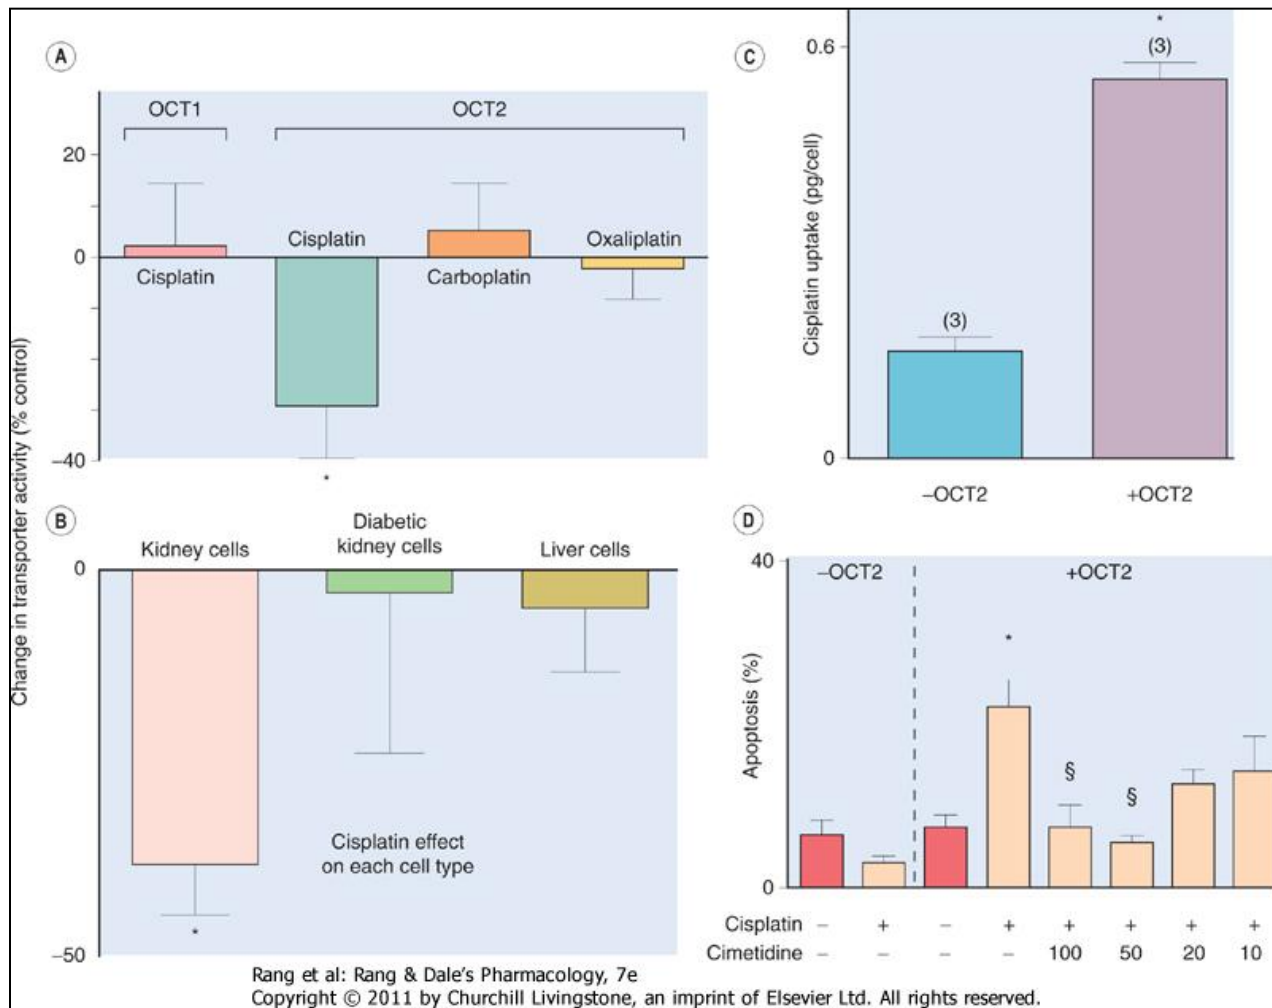 Change in transporter activity (% control)
A
OCT1
OCT2
20
0
–40
Cisplatin
Cisplatin
Carboplatin
Oxaliplatin
*
B
Kidney cells
Diabetic
kidney cells
Liver cells
0
–50
Cisplatin effect
on each cell type
*
C
Cisplatin uptake (pg/cell)
0.6
0
(3)
*
(3)
–OCT2
+OCT2
D
Apoptosis (%)
40
0
–OCT2
+OCT2
*
§
§
Cisplatin – + – + + + + +
Cimetidine – – – – 100 50 20 10
Rang et al: Rang & Dale's Pharmacology, 7e
Copyright © 2011 by Churchill Livingstone, an imprint of Elsevier Ltd. All rights reserved.